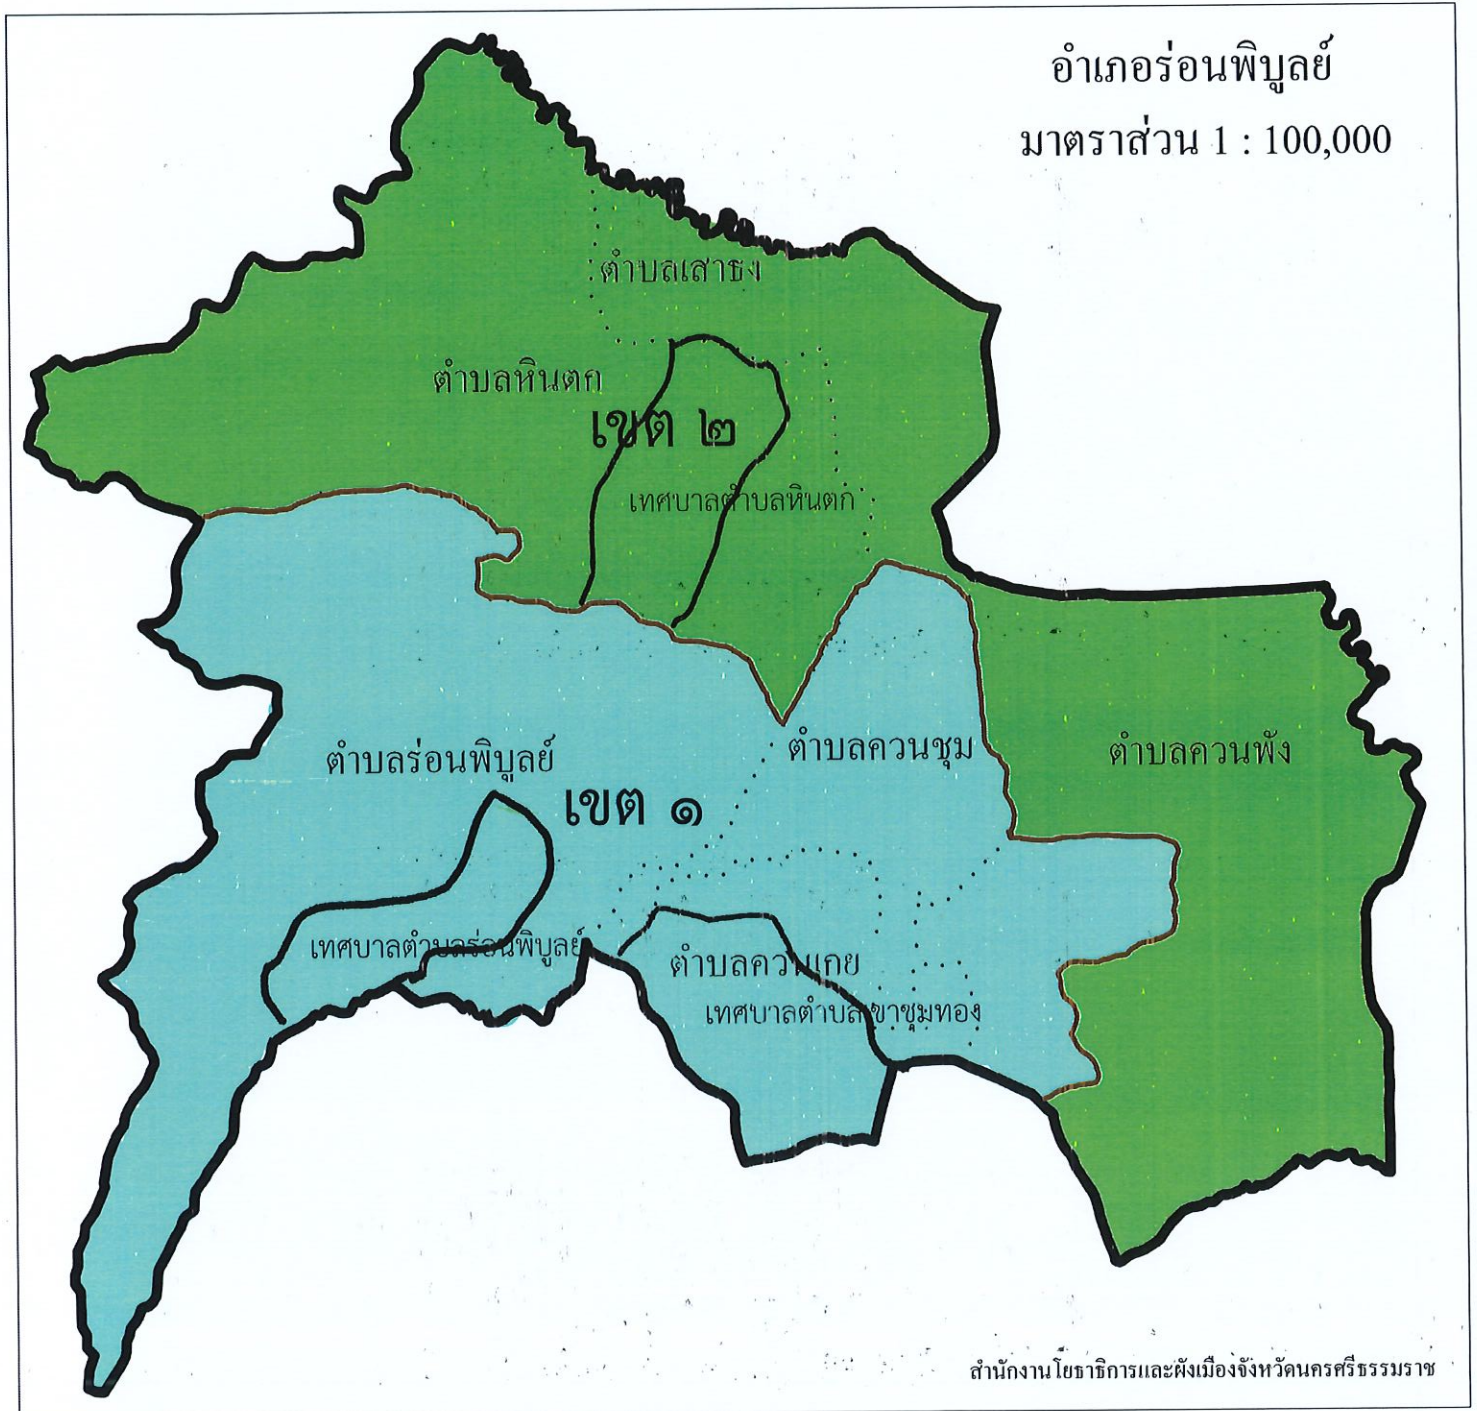 อำเภอร่อนพิบูลย์
มาตราส่วน 1 : 100,000
ตำบลเสาธง
ตำบลหินตก
เขต ๒
เทศบาลตำบลหินตก
ตำบลร่อนพิบูลย์
ตำบลควนชุม
ตำบลควนพัง
เขต ๑
เทศบาลตำบลร่อนพิบูลย์
ตำบลควนเกย
เทศบาลตำบลเขาชุมทอง
สำนักงานโยธาธิการและผังเมืองจังหวัดนครศรีธรรมราช